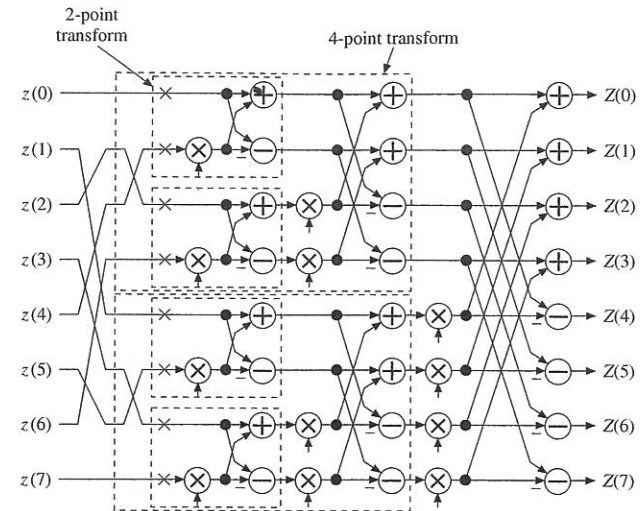 2-point
transform
4-point transform
z(0)
Z(0)
z(1)
Z(1)
z(2)
Z(2)
z(3)
Z(3)
z(4)
Z(4)
z(5)
Z(5)
z(6)
Z(6)
z(7)
Z(7)